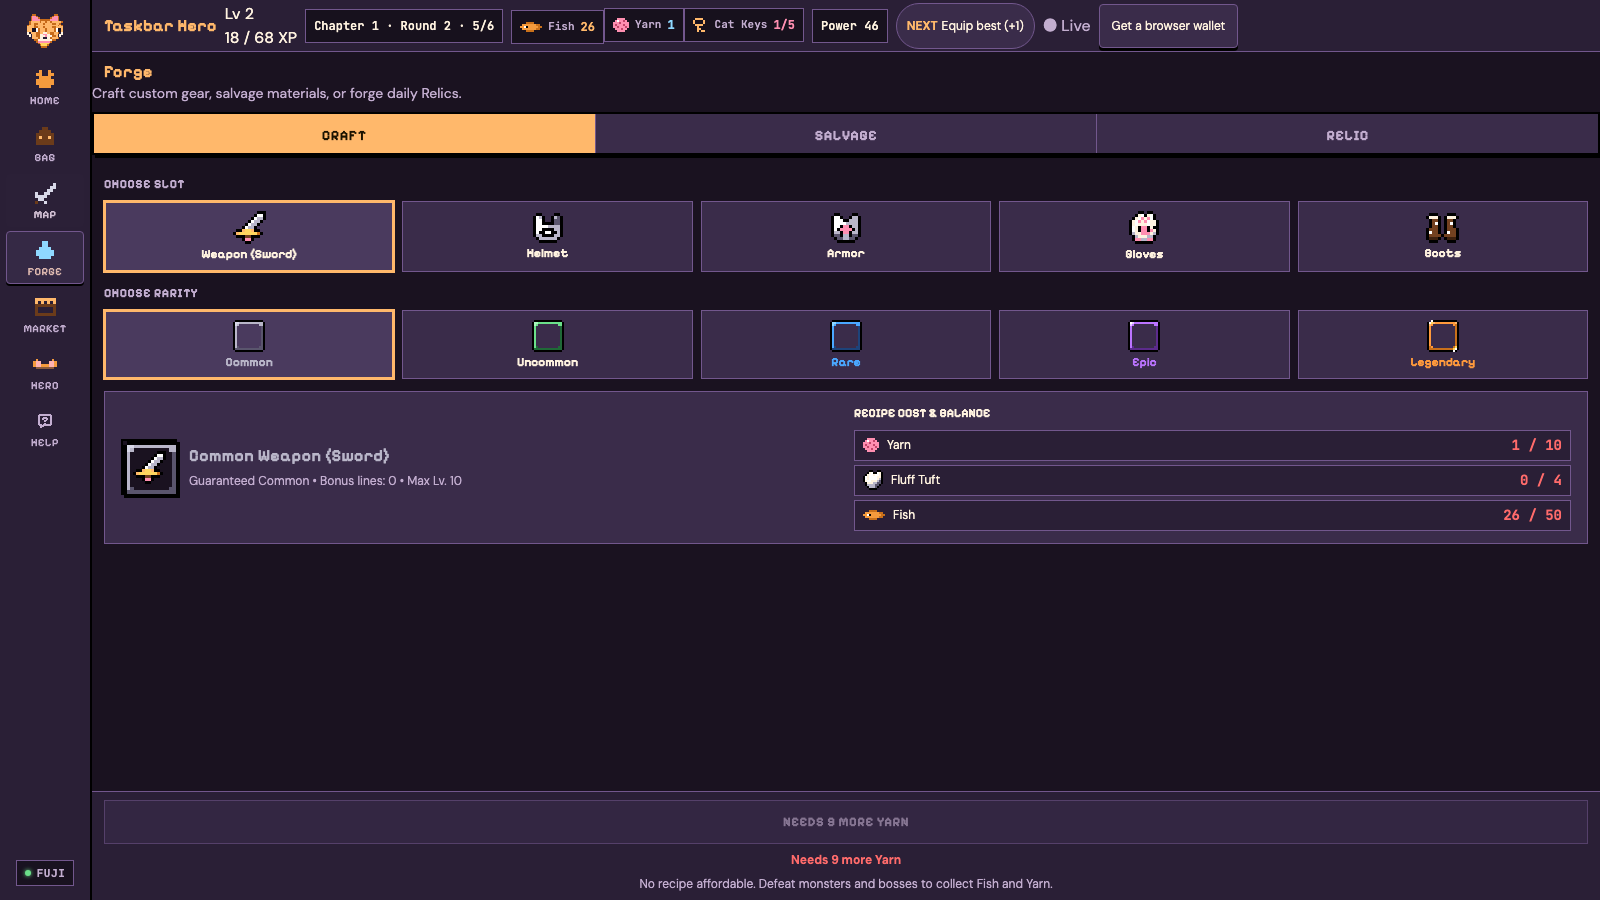 Taskbar Hero
Lv 2
18 / 68 XP
Chapter 1 · Round 2 · 5/6
Fish 26
Yarn 1
Cat Keys 1/5
Power 46
NEXT Equip best (+1)
Live
Get a browser wallet
HOME
BAG
MAP
FORGE
MARKET
HERO
HELP
FUJI
Forge
Craft custom gear, salvage materials, or forge daily Relics.
CRAFT
SALVAGE
RELIC
CHOOSE SLOT
Weapon (Sword)
Helmet
Armor
Gloves
Boots
CHOOSE RARITY
Common
Uncommon
Rare
Epic
Legendary
Common Weapon (Sword)
Guaranteed Common • Bonus lines: 0 • Max Lv. 10
RECIPE COST & BALANCE
Yarn 1 / 10
Fluff Tuft 0 / 4
Fish 26 / 50
NEEDS 9 MORE YARN
Needs 9 more Yarn
No recipe affordable. Defeat monsters and bosses to collect Fish and Yarn.